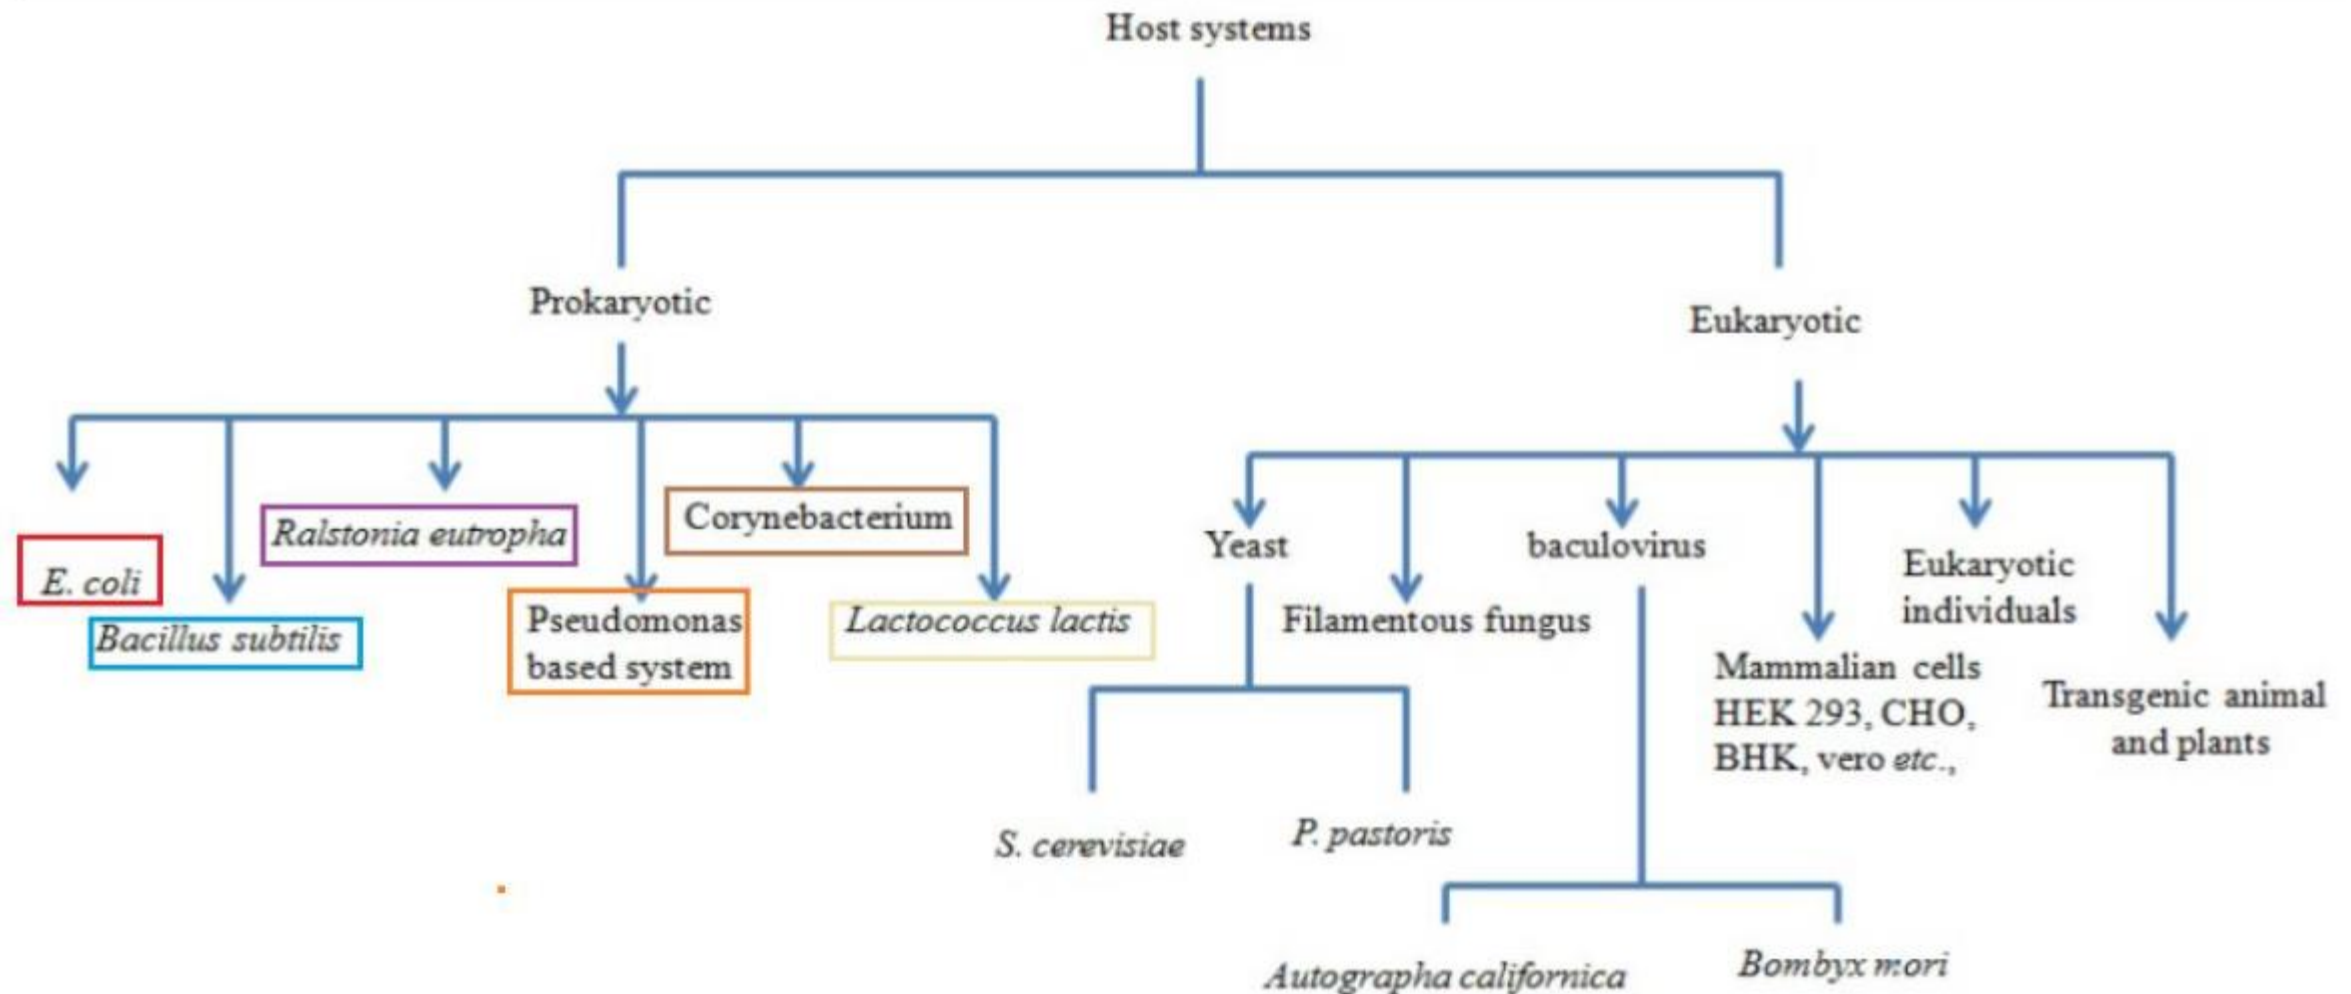 Host systems
Prokaryotic
Eukaryotic
E. coli
Bacillus subtilis
Ralstonia eutropha
Pseudomonas
based system
Corynebacterium
Lactococcus lactis
Yeast
Filamentous fungus
baculovirus
Mammalian cells
HEK 293, CHO,
BHK, vero etc.,
Eukaryotic
individuals
Transgenic animal
and plants
S. cerevisiae
P. pastoris
Autographa californica
Bombyx mori